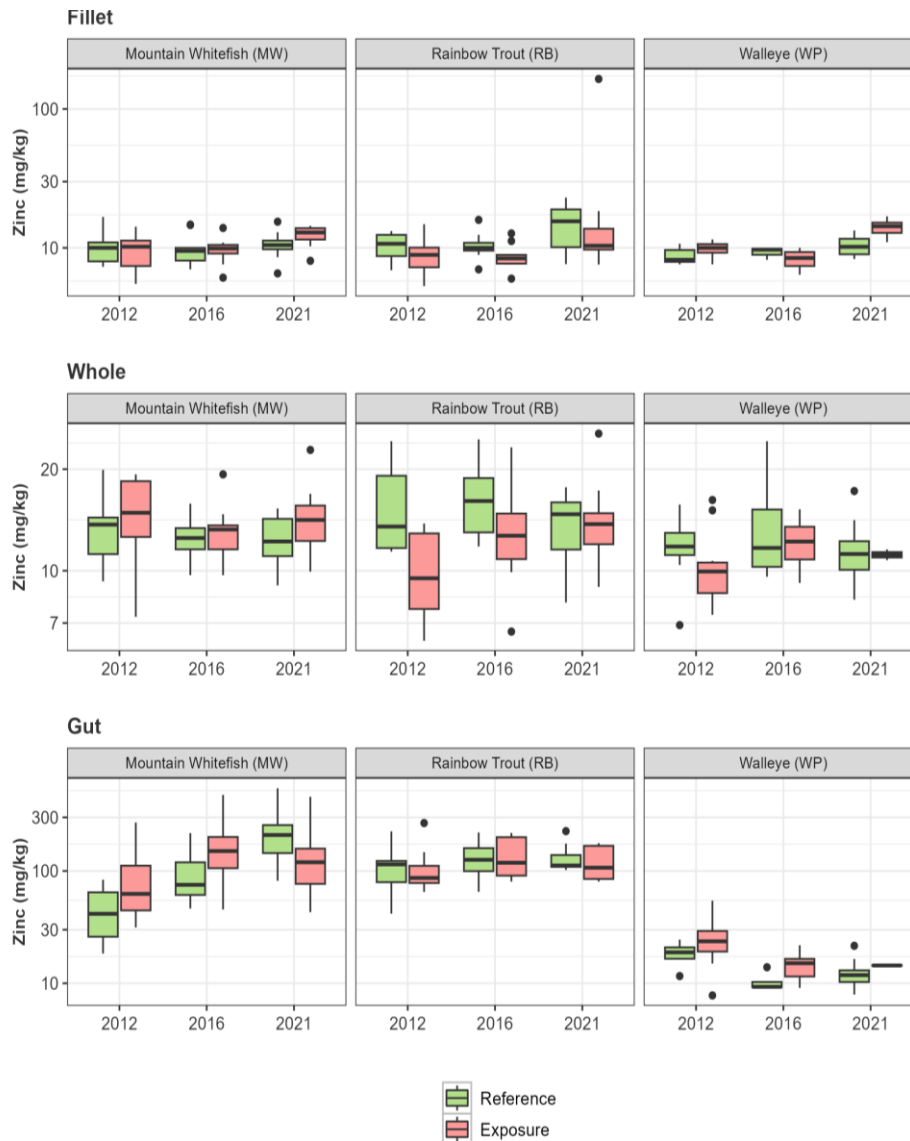 Fillet
Mountain Whitefish (MW) Rainbow Trout (RB) Walleye (WP)
Zinc (mg/kg)
100
30
10
2012 2016 2021 2012 2016 2021 2012 2016 2021
Whole
Mountain Whitefish (MW) Rainbow Trout (RB) Walleye (WP)
Zinc (mg/kg)
20
10
7
2012 2016 2021 2012 2016 2021 2012 2016 2021
Gut
Mountain Whitefish (MW) Rainbow Trout (RB) Walleye (WP)
Zinc (mg/kg)
300
100
30
10
2012 2016 2021 2012 2016 2021 2012 2016 2021
Reference
Exposure